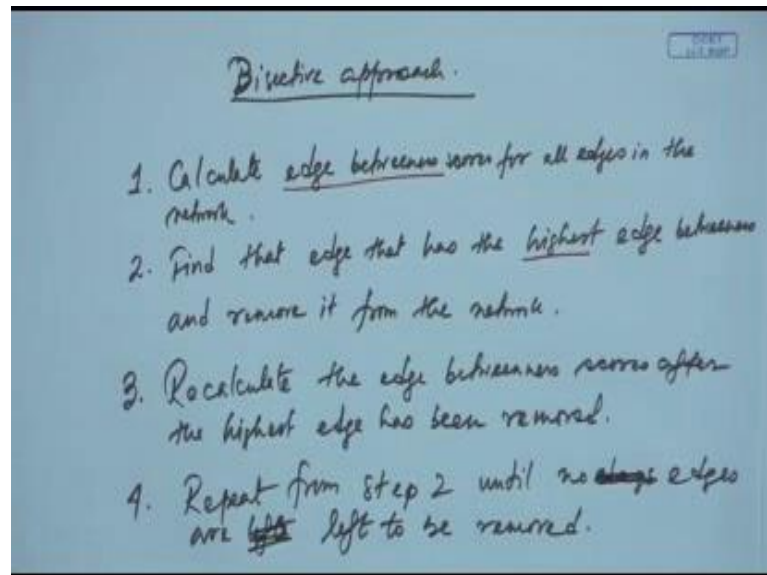 Bisective approach.
1. Calculate edge betweenness scores for all edges in the
network.
2. Find that edge that has the highest edge betweenness
and remove it from the network.
3. Recalculate the edge betweenness scores after
the highest edge has been removed.
4. Repeat from step 2 until no edges
are left to be removed.